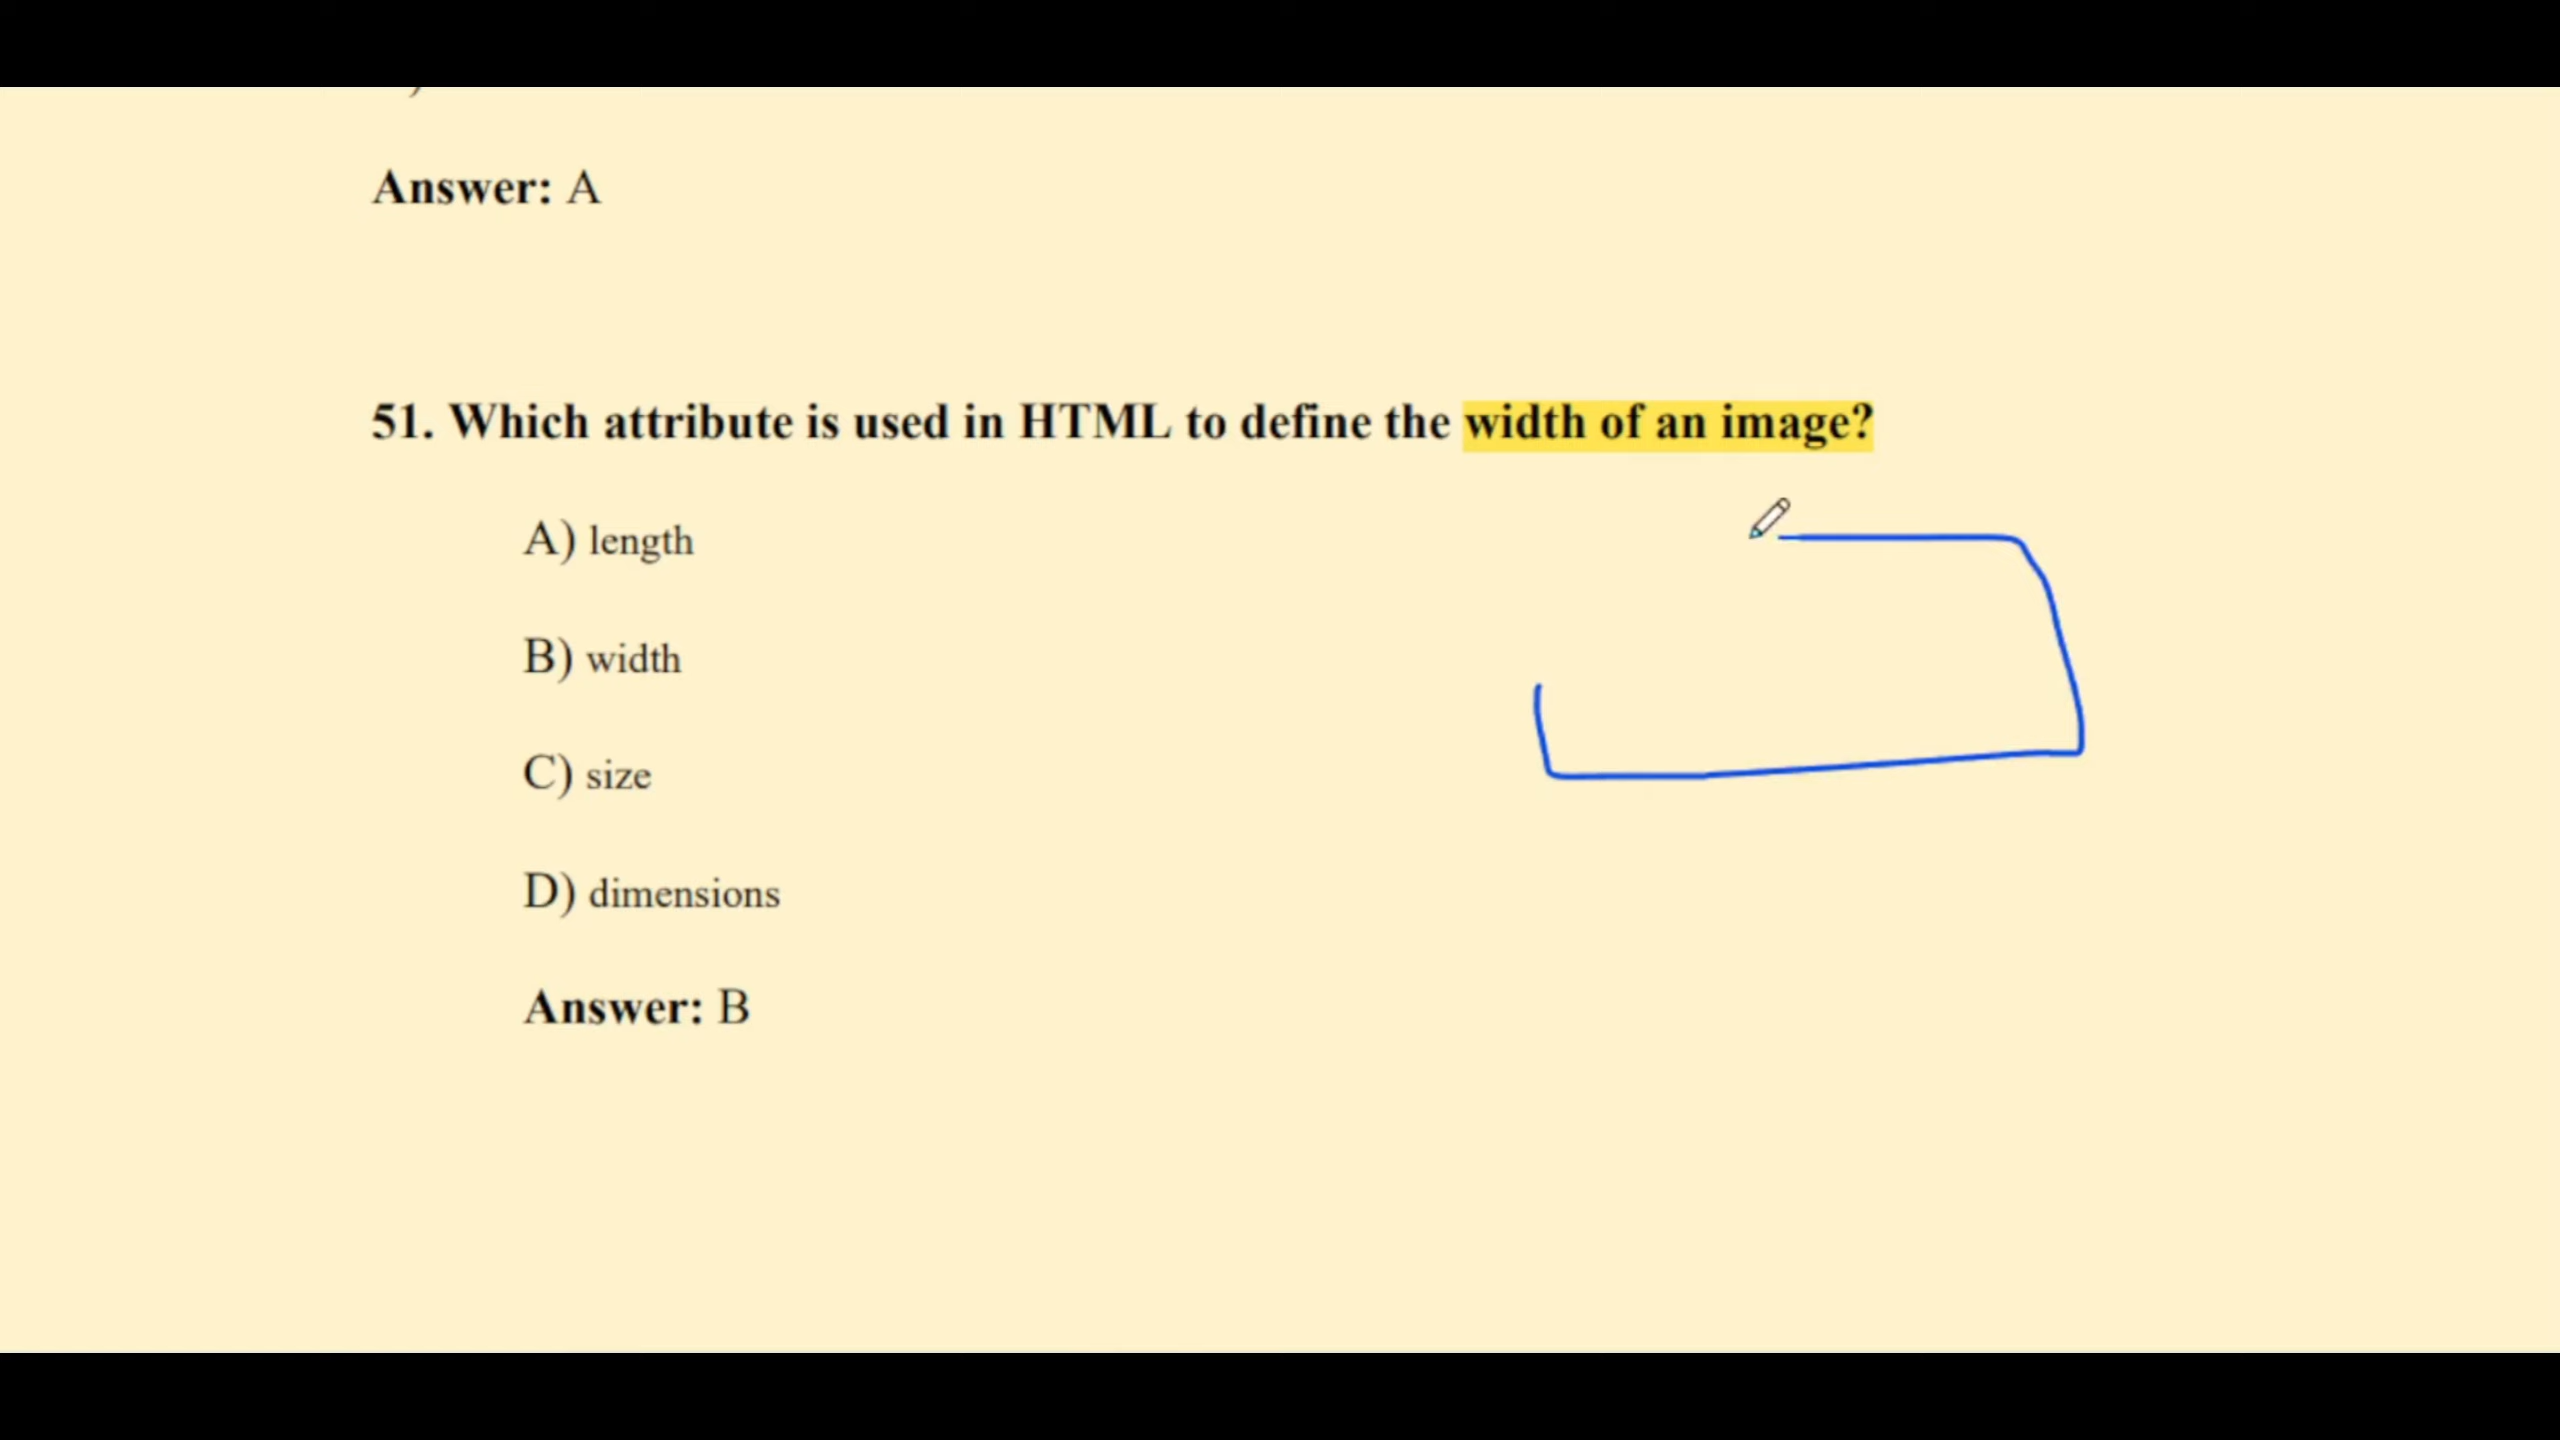 Answer: A
51. Which attribute is used in HTML to define the width of an image?
A) length
B) width
C) size
D) dimensions
Answer: B